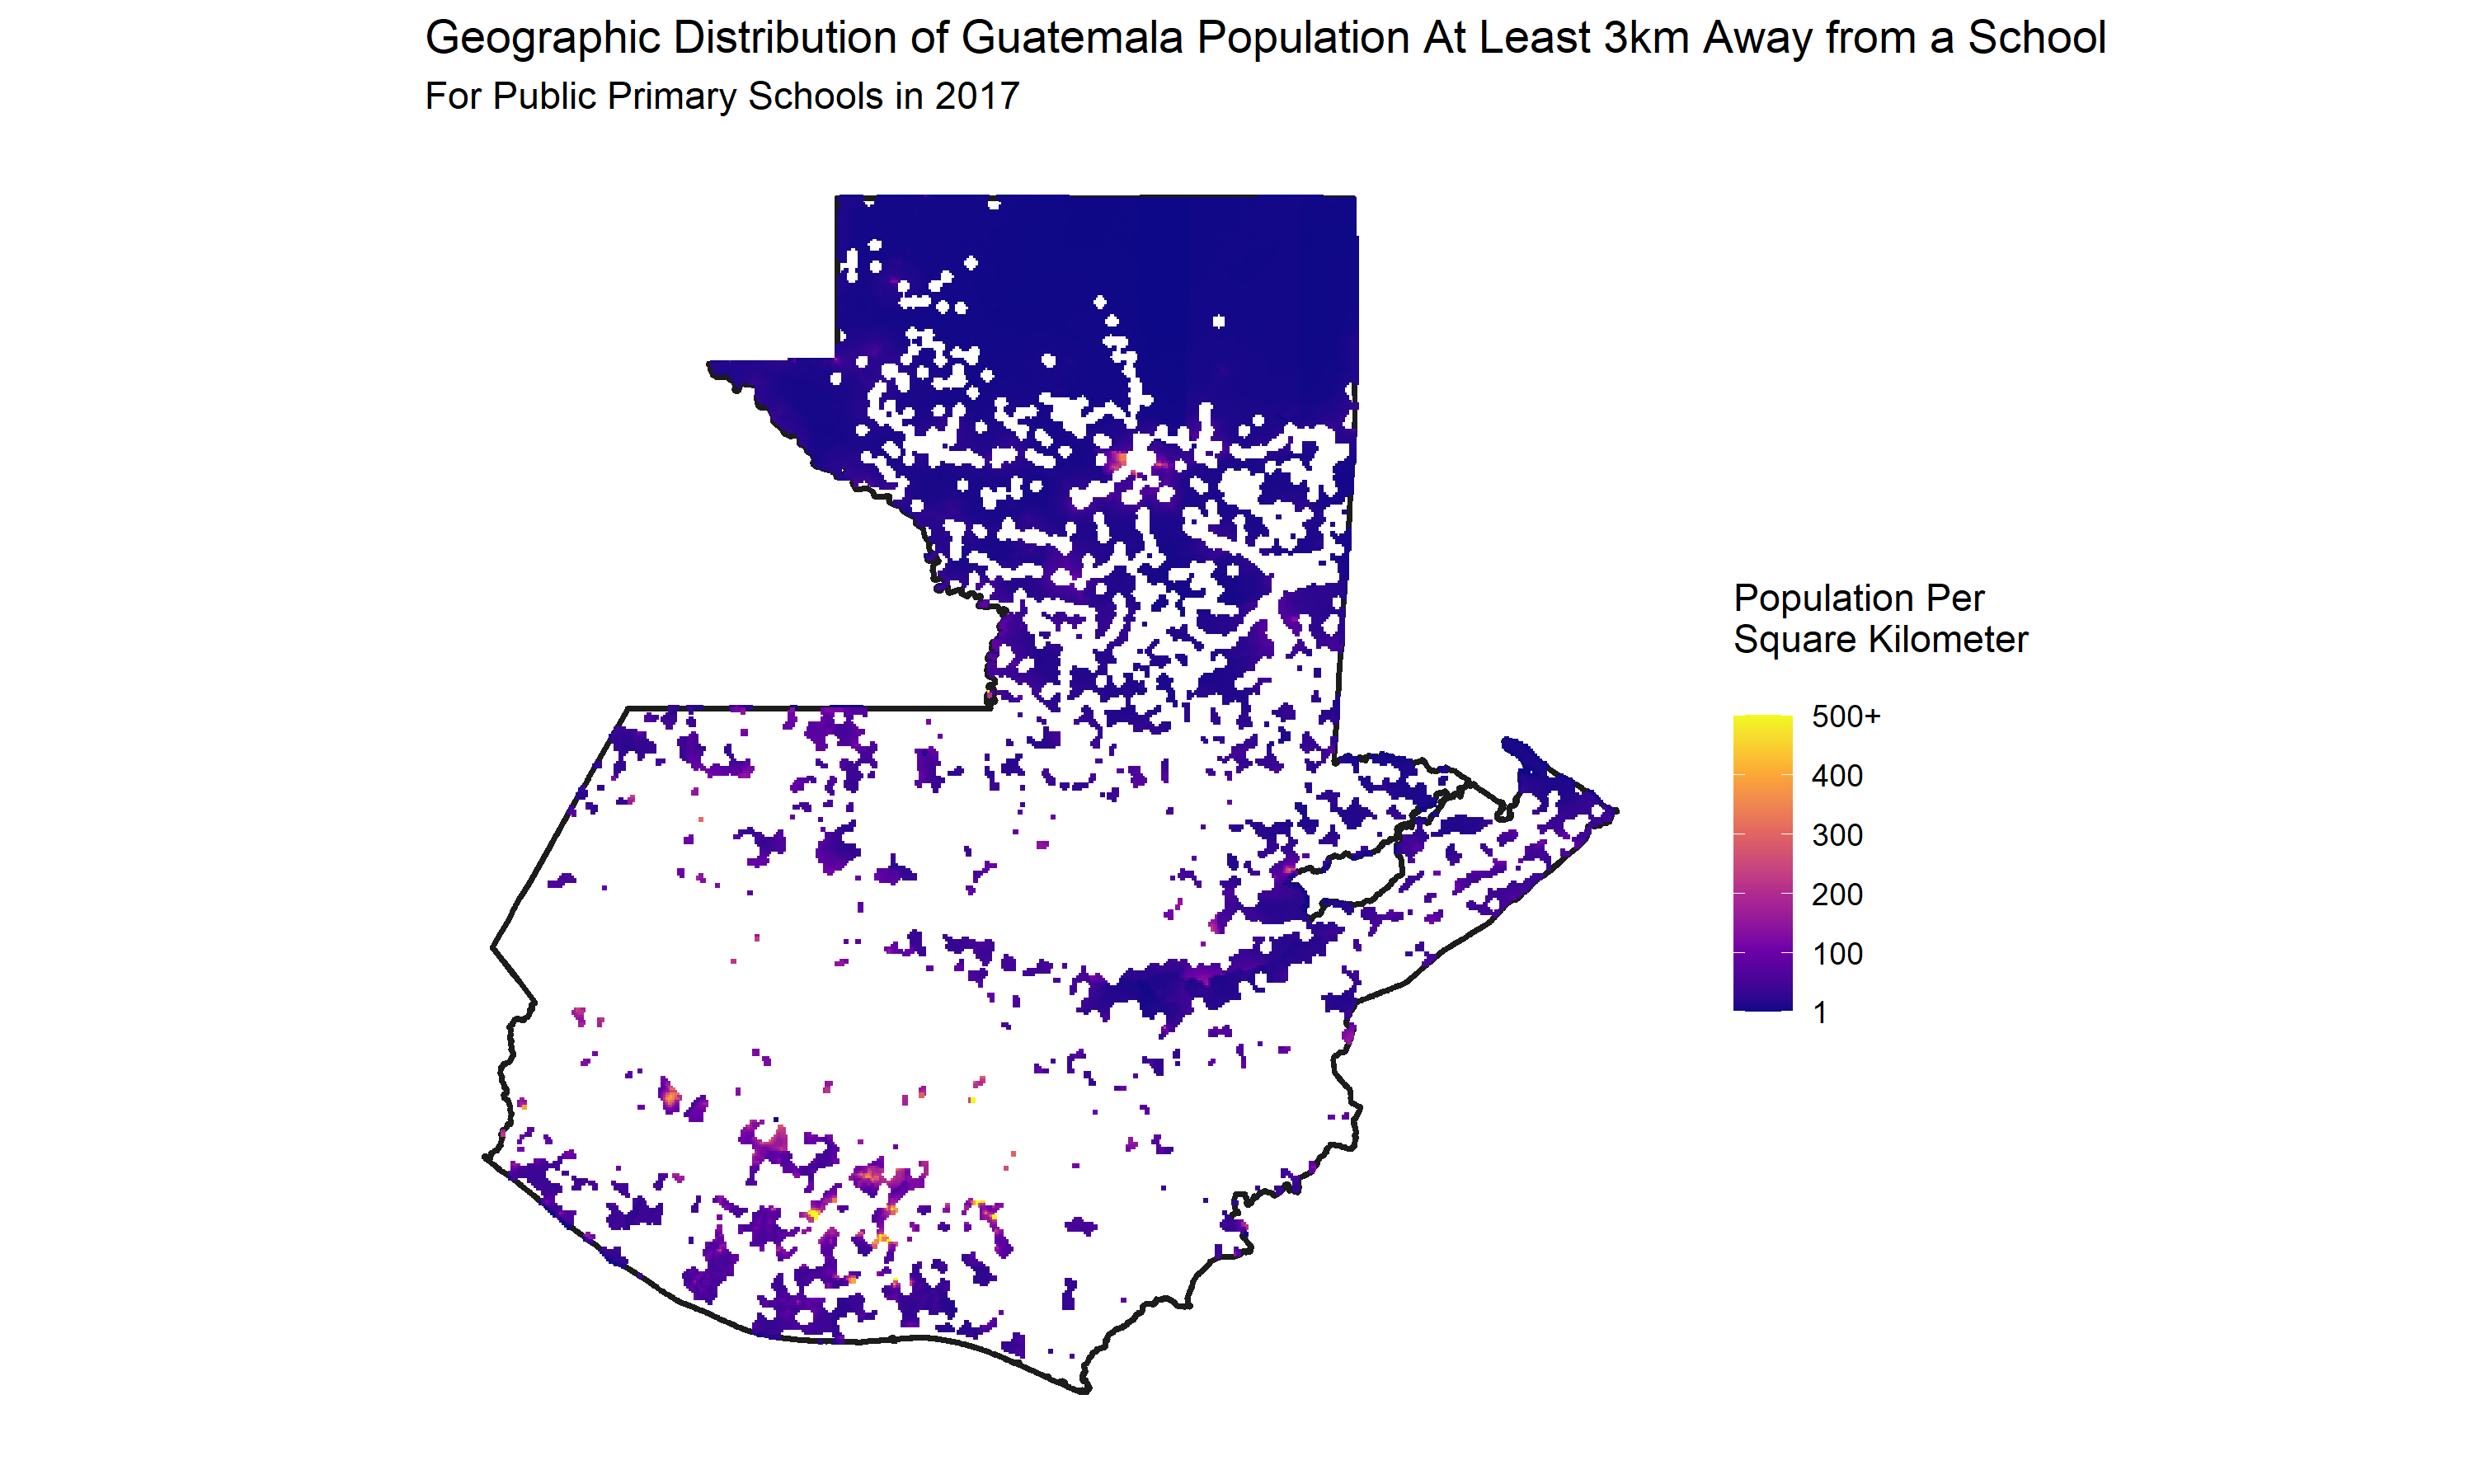 Geographic Distribution of Guatemala Population At Least 3km Away from a School
For Public Primary Schools in 2017
Population Per
Square Kilometer
500+
400
300
200
100
1